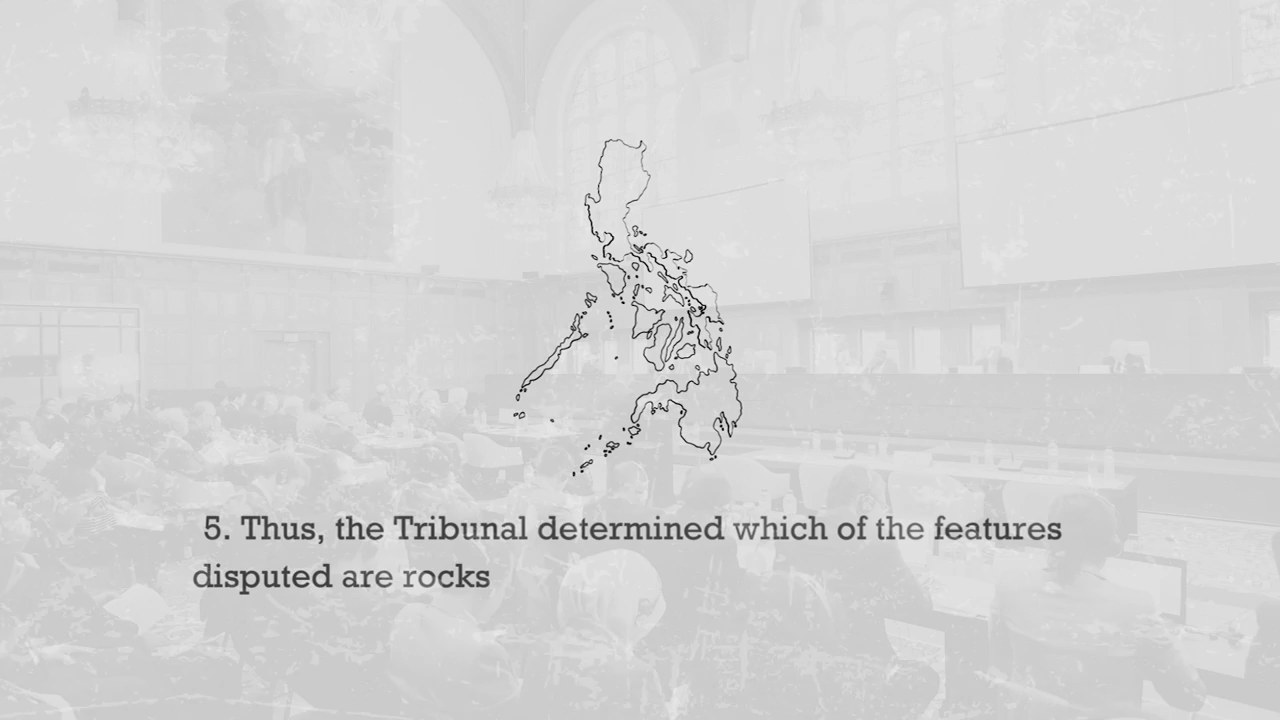 5. Thus, the Tribunal determined which of the features
disputed are rocks